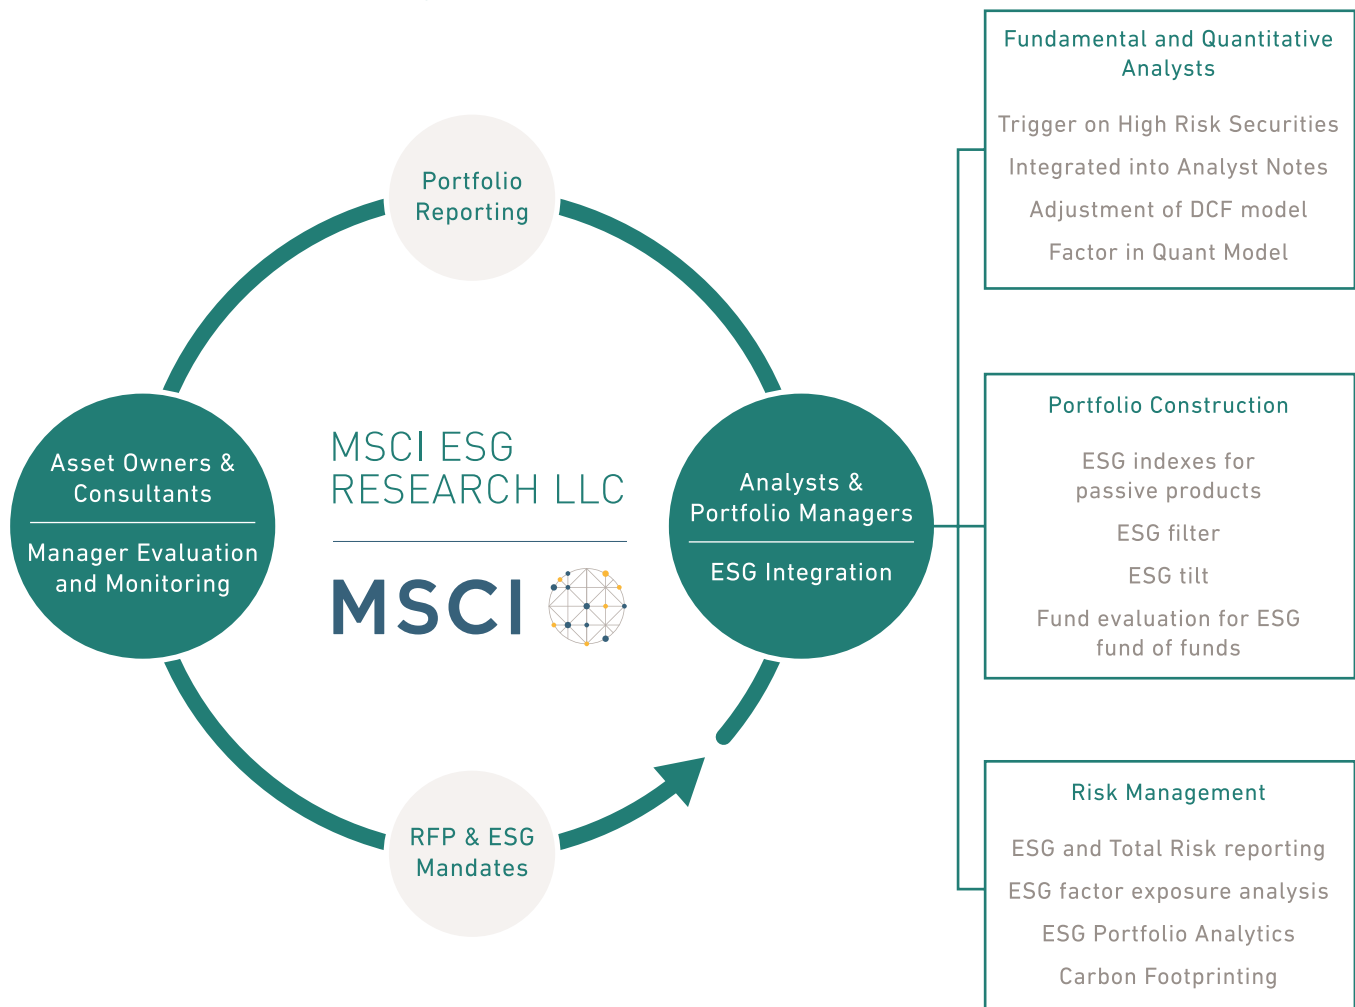 Portfolio
Reporting
Asset Owners &
Consultants
Manager Evaluation
and Monitoring
MSCI ESG
RESEARCH LLC
MSCI
Analysts &
Portfolio Managers
ESG Integration
RFP & ESG
Mandates
Fundamental and Quantitative
Analysts
Trigger on High Risk Securities
Integrated into Analyst Notes
Adjustment of DCF model
Factor in Quant Model
Portfolio Construction
ESG indexes for
passive products
ESG filter
ESG tilt
Fund evaluation for ESG
fund of funds
Risk Management
ESG and Total Risk reporting
ESG factor exposure analysis
ESG Portfolio Analytics
Carbon Footprinting